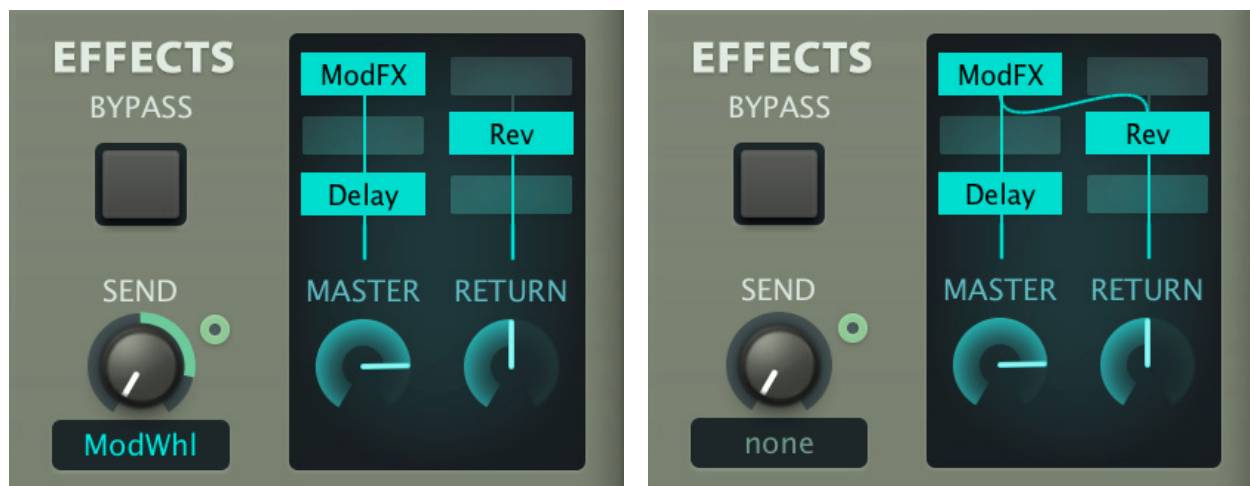 EFFECTS
BYPASS
SEND
ModWhl
ModFX
Rev
Delay
MASTER RETURN
EFFECTS
BYPASS
SEND
none
ModFX
Rev
Delay
MASTER RETURN